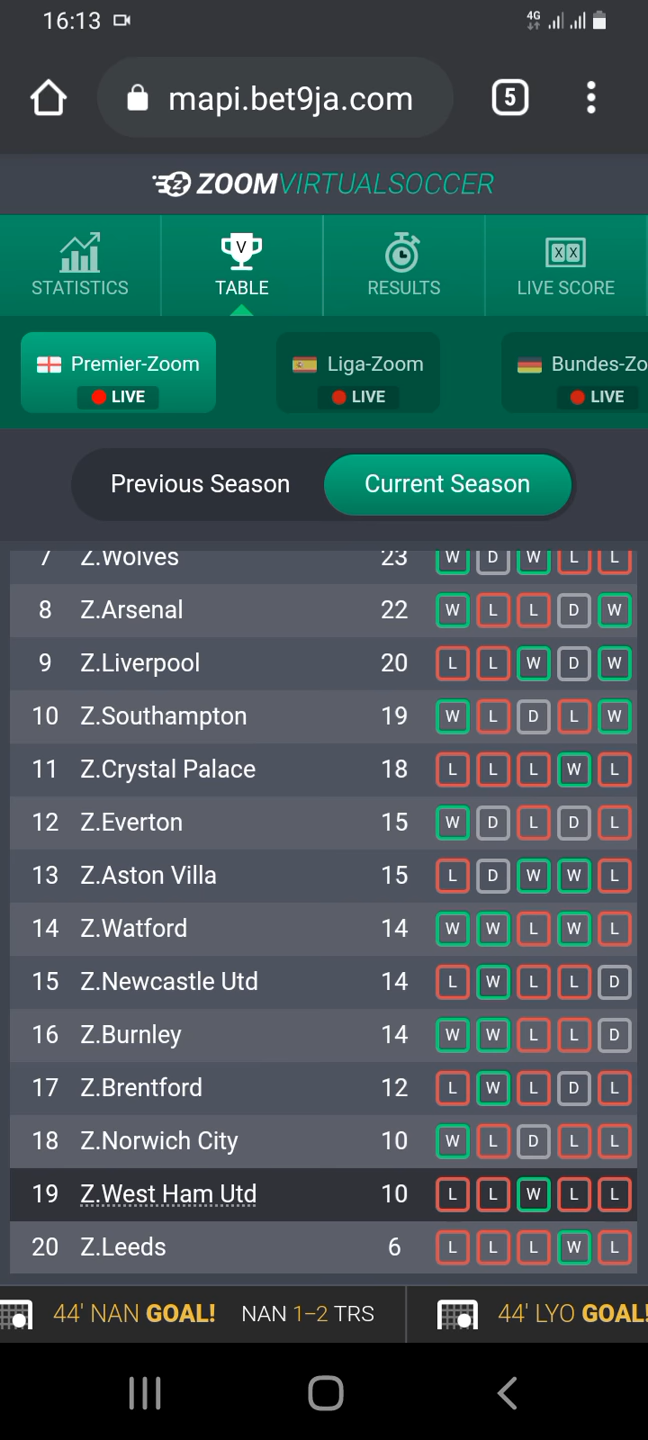 16:13 4G
mapi.bet9ja.com 5
ZOOMVIRTUALSOCCER
STATISTICS TABLE RESULTS LIVE SCORE
Premier-Zoom Liga-Zoom Bundes-Zo
LIVE LIVE LIVE
Previous Season Current Season
7 Z.Wolves 23 W D W L L
8 Z.Arsenal 22 W L L D W
9 Z.Liverpool 20 L L W D W
10 Z.Southampton 19 W L D L W
11 Z.Crystal Palace 18 L L L W L
12 Z.Everton 15 W D L D L
13 Z.Aston Villa 15 L D W W L
14 Z.Watford 14 W W L W L
15 Z.Newcastle Utd 14 L W L L D
16 Z.Burnley 14 W W L L D
17 Z.Brentford 12 L W L D L
18 Z.Norwich City 10 W L D L L
19 Z.West Ham Utd 10 L L W L L
20 Z.Leeds 6 L L L W L
44' NAN GOAL! NAN 1–2 TRS 44' LYO GOAL!